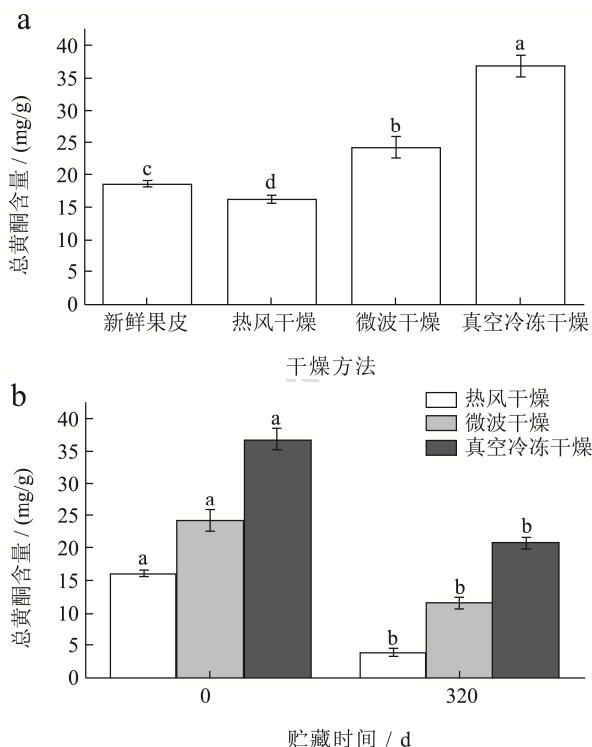 a
总黄酮含量 / (mg/g)
40
35
30
25
20
15
10
5
0
c
d
b
a
新鲜果皮 热风干燥 微波干燥 真空冷冻干燥
干燥方法
b
总黄酮含量 / (mg/g)
40
35
30
25
20
15
10
5
0
热风干燥
微波干燥
真空冷冻干燥
a
a
a
b
b
b
0 320
贮藏时间 / d